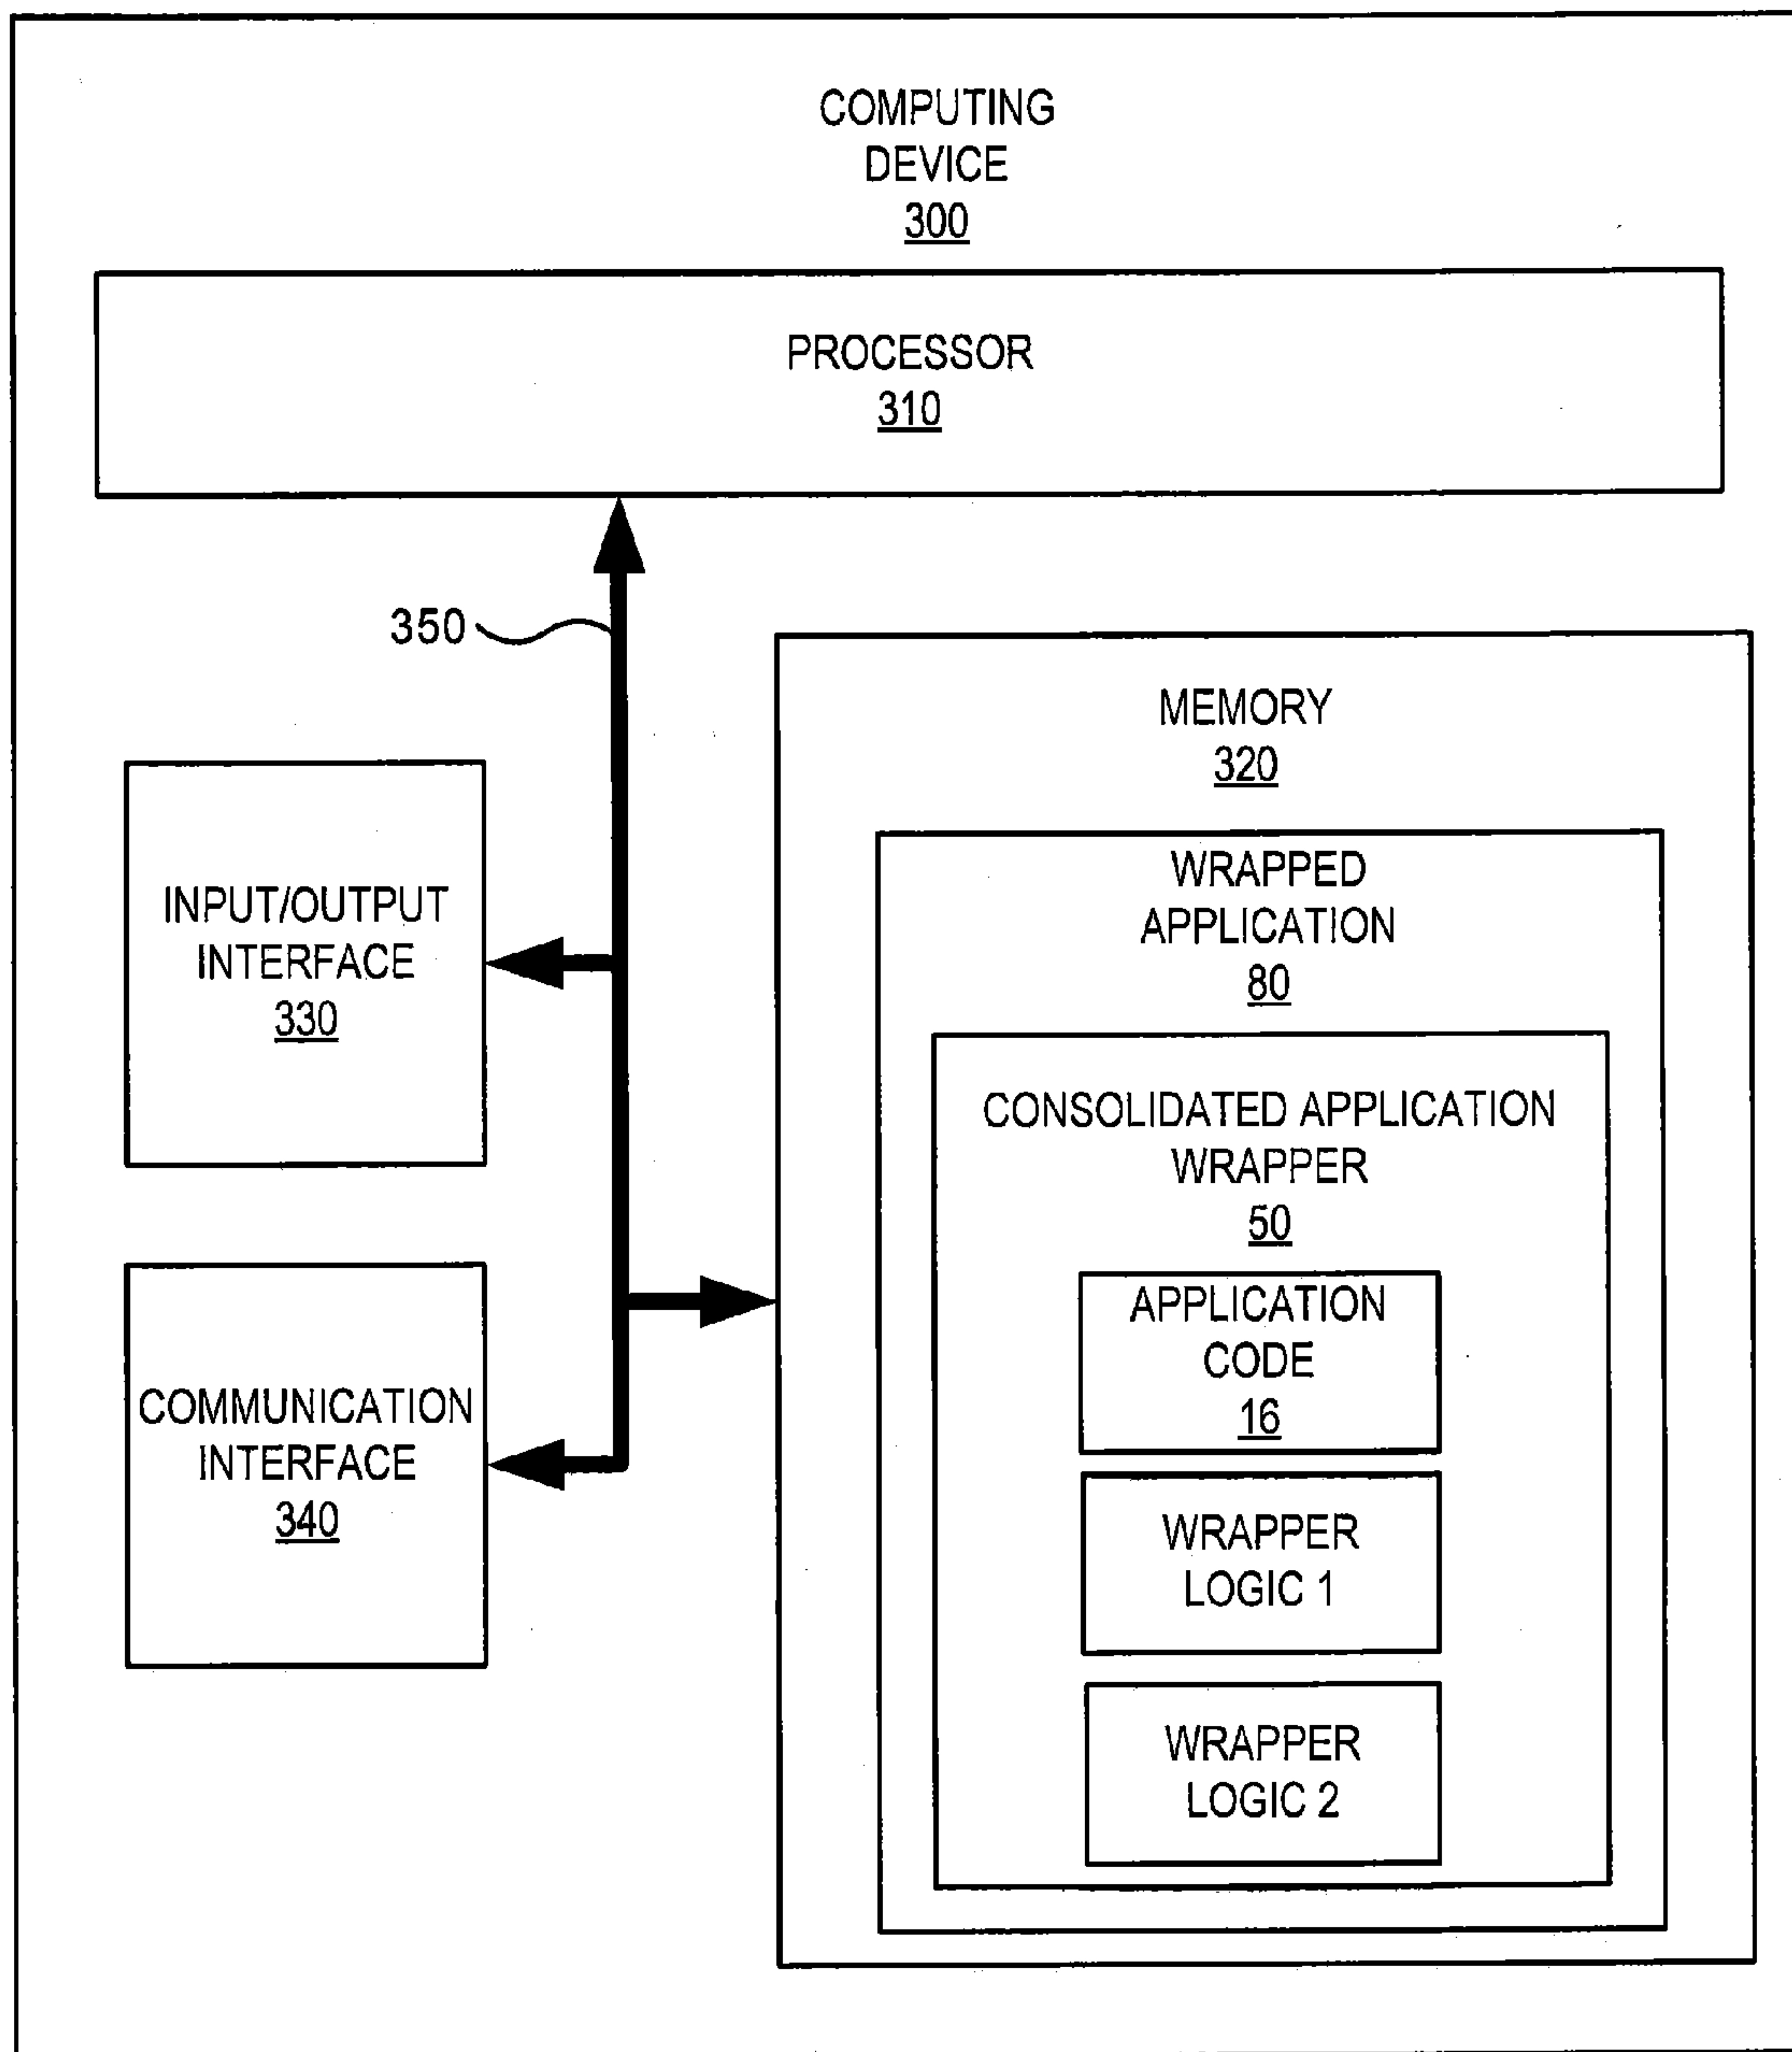 COMPUTING
DEVICE
300
PROCESSOR
310
350
MEMORY
320
INPUT/OUTPUT
INTERFACE
330
COMMUNICATION
INTERFACE
340
WRAPPED
APPLICATION
80
CONSOLIDATED APPLICATION
WRAPPER
50
APPLICATION
CODE
16
WRAPPER
LOGIC 1
WRAPPER
LOGIC 2